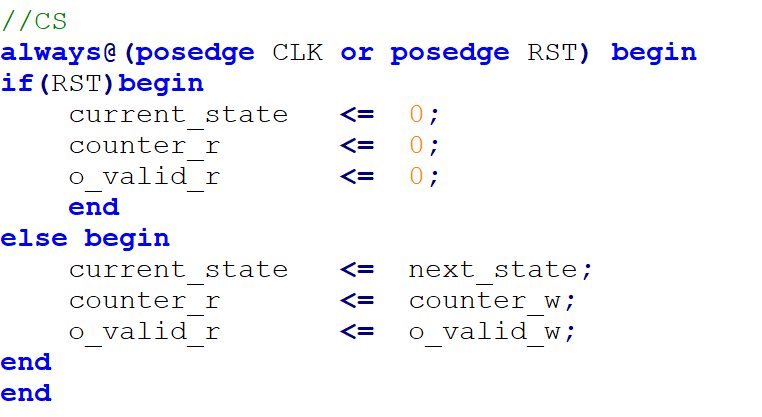 //CS
always@(posedge CLK or posedge RST) begin
if(RST)begin
    current_state   <=  0;
    counter_r       <=  0;
    o_valid_r       <=  0;
    end
else begin
    current_state   <=  next_state;
    counter_r       <=  counter_w;
    o_valid_r       <=  o_valid_w;
end
end